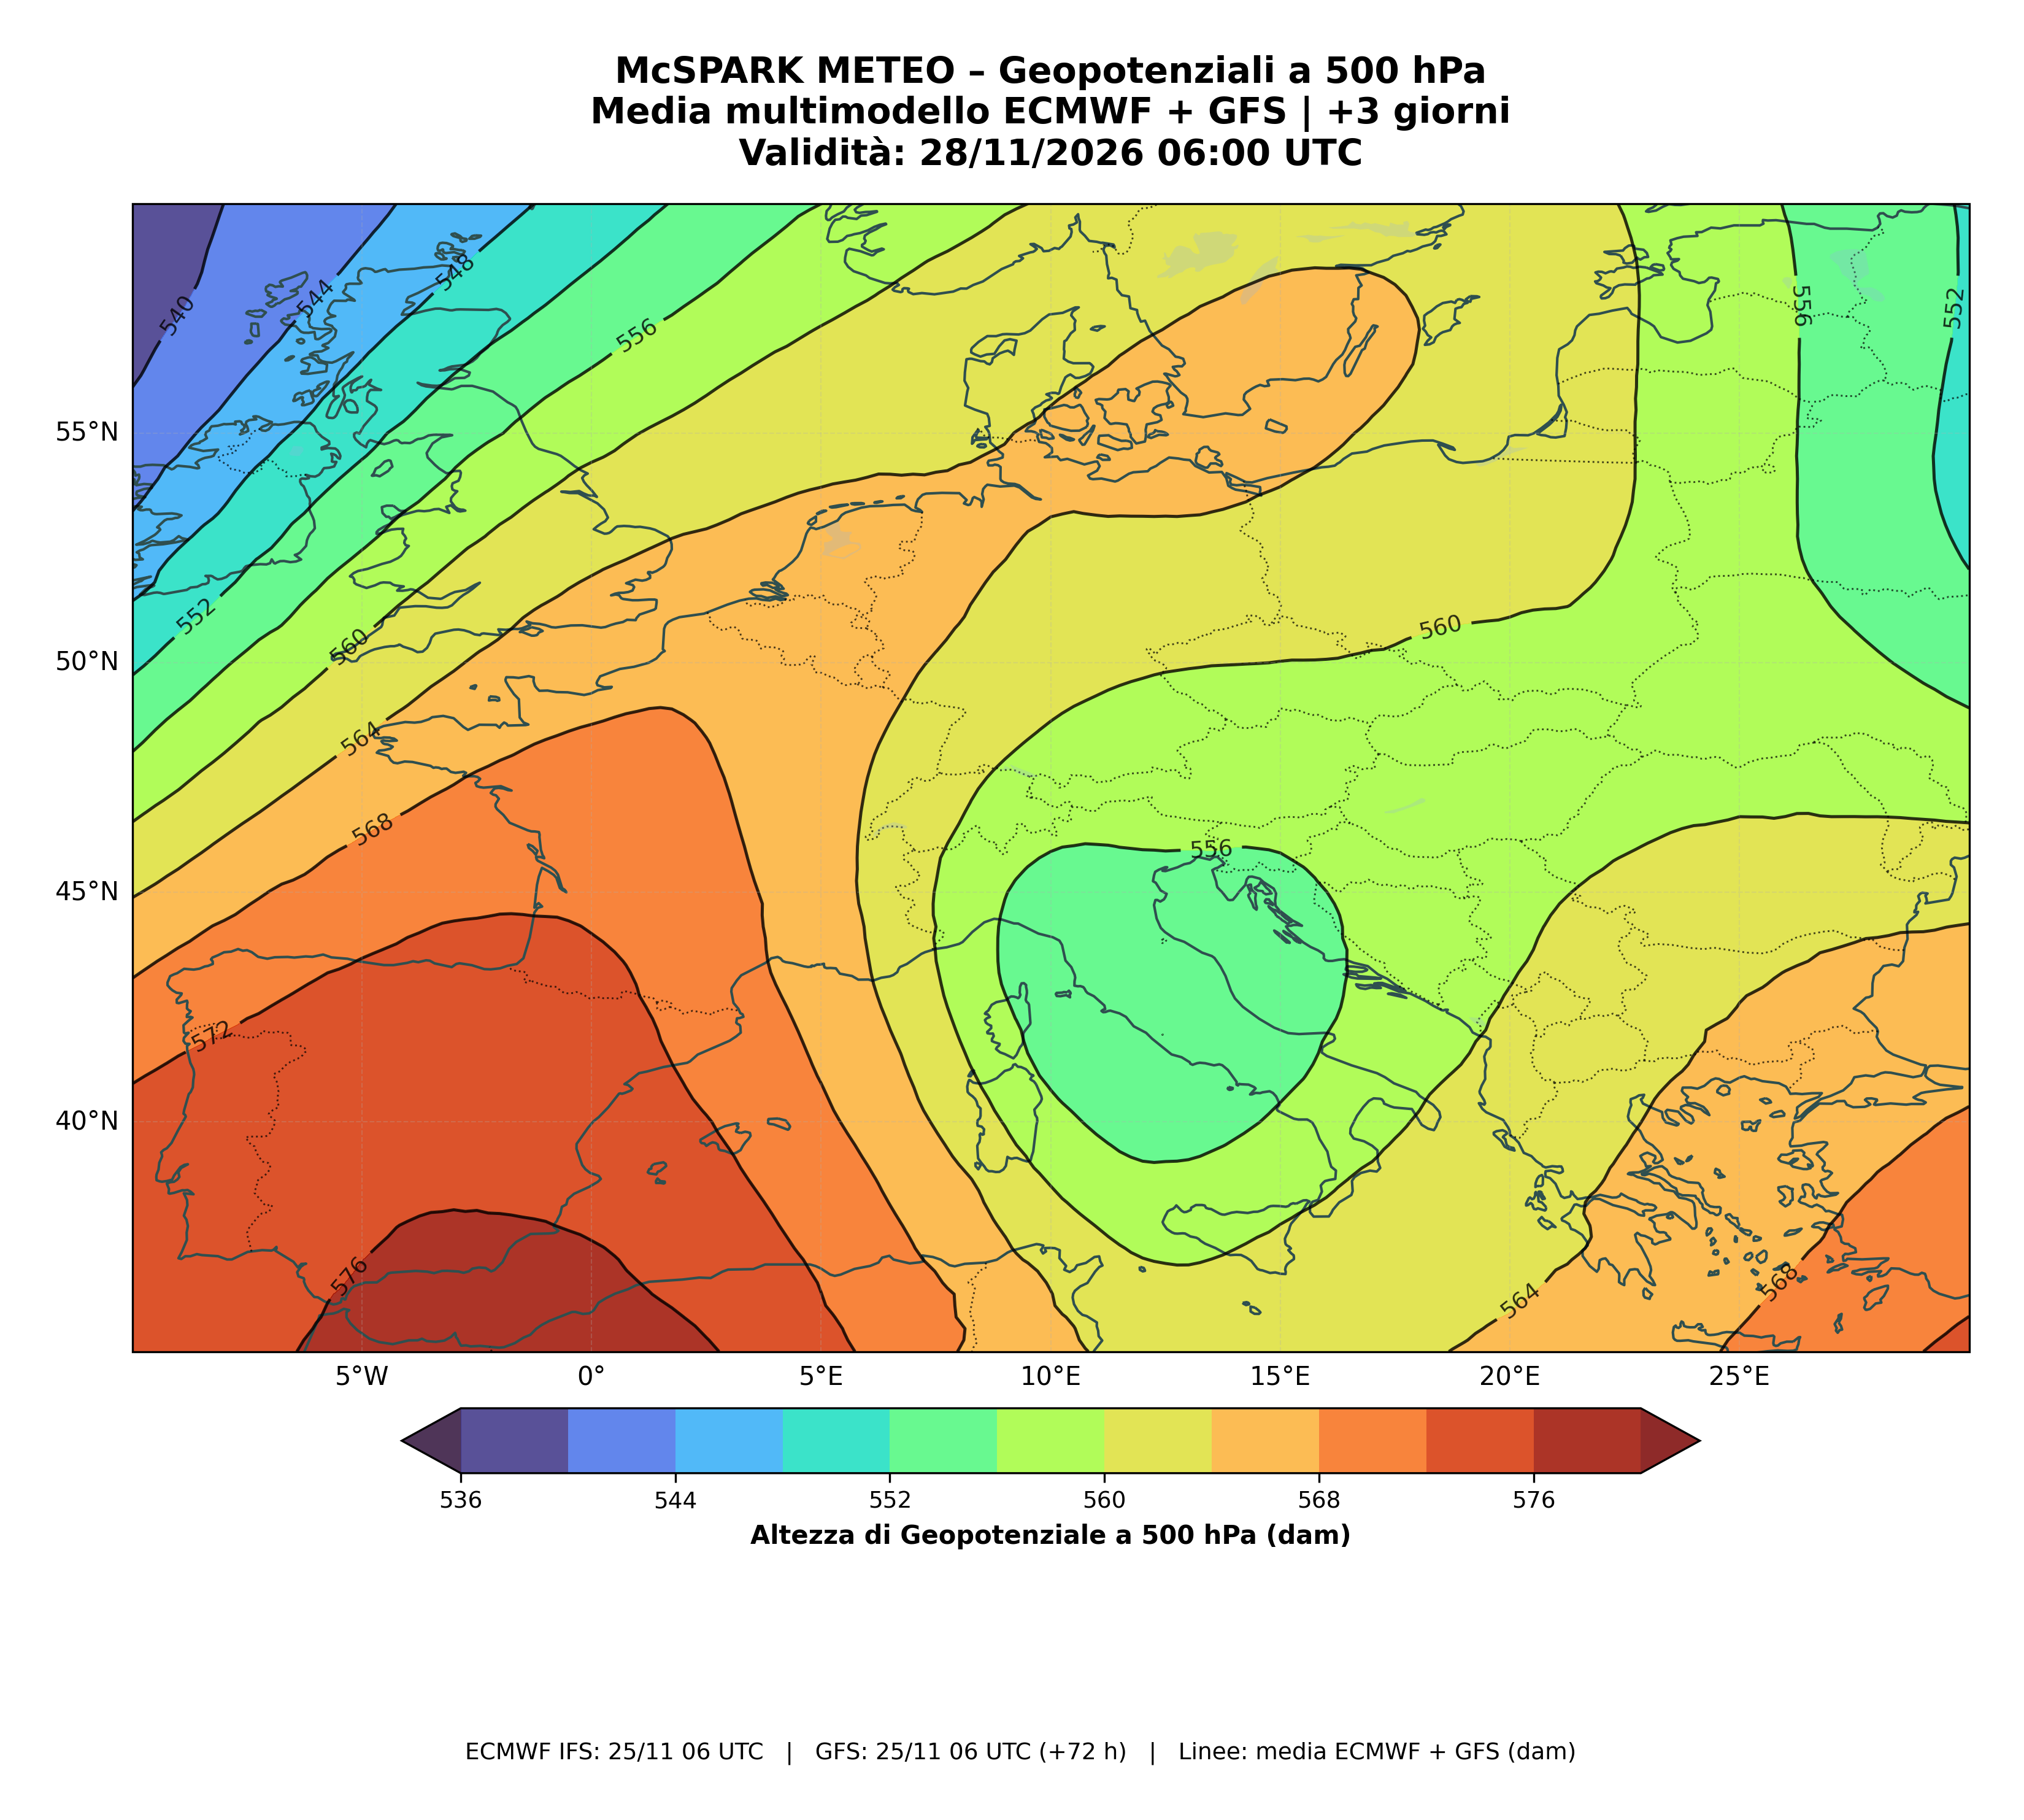 McSPARK METEO – Geopotenziali a 500 hPa
Media multimodello ECMWF + GFS | +3 giorni
Validità: 28/11/2026 06:00 UTC
540
544
548
552
556
560
564
568
572
576
556
552
560
556
564
568
55°N
50°N
45°N
40°N
5°W 0° 5°E 10°E 15°E 20°E 25°E
536 544 552 560 568 576
Altezza di Geopotenziale a 500 hPa (dam)
ECMWF IFS: 25/11 06 UTC | GFS: 25/11 06 UTC (+72 h) | Linee: media ECMWF + GFS (dam)